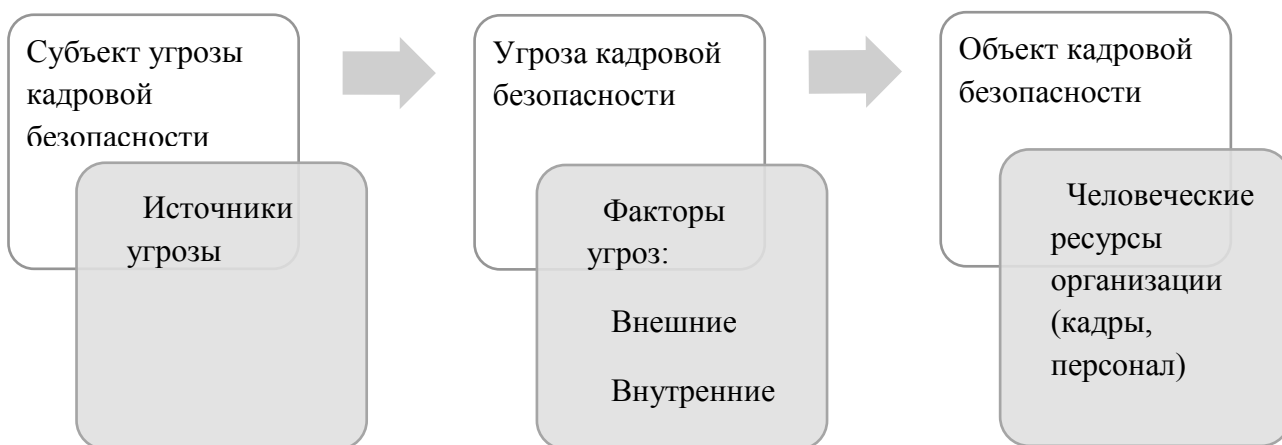 Субъект угрозы
кадровой
безопасности
Источники
угрозы
Угроза кадровой
безопасности
Факторы
угроз:
Внешние
Внутренние
Объект кадровой
безопасности
Человеческие
ресурсы
организации
(кадры,
персонал)